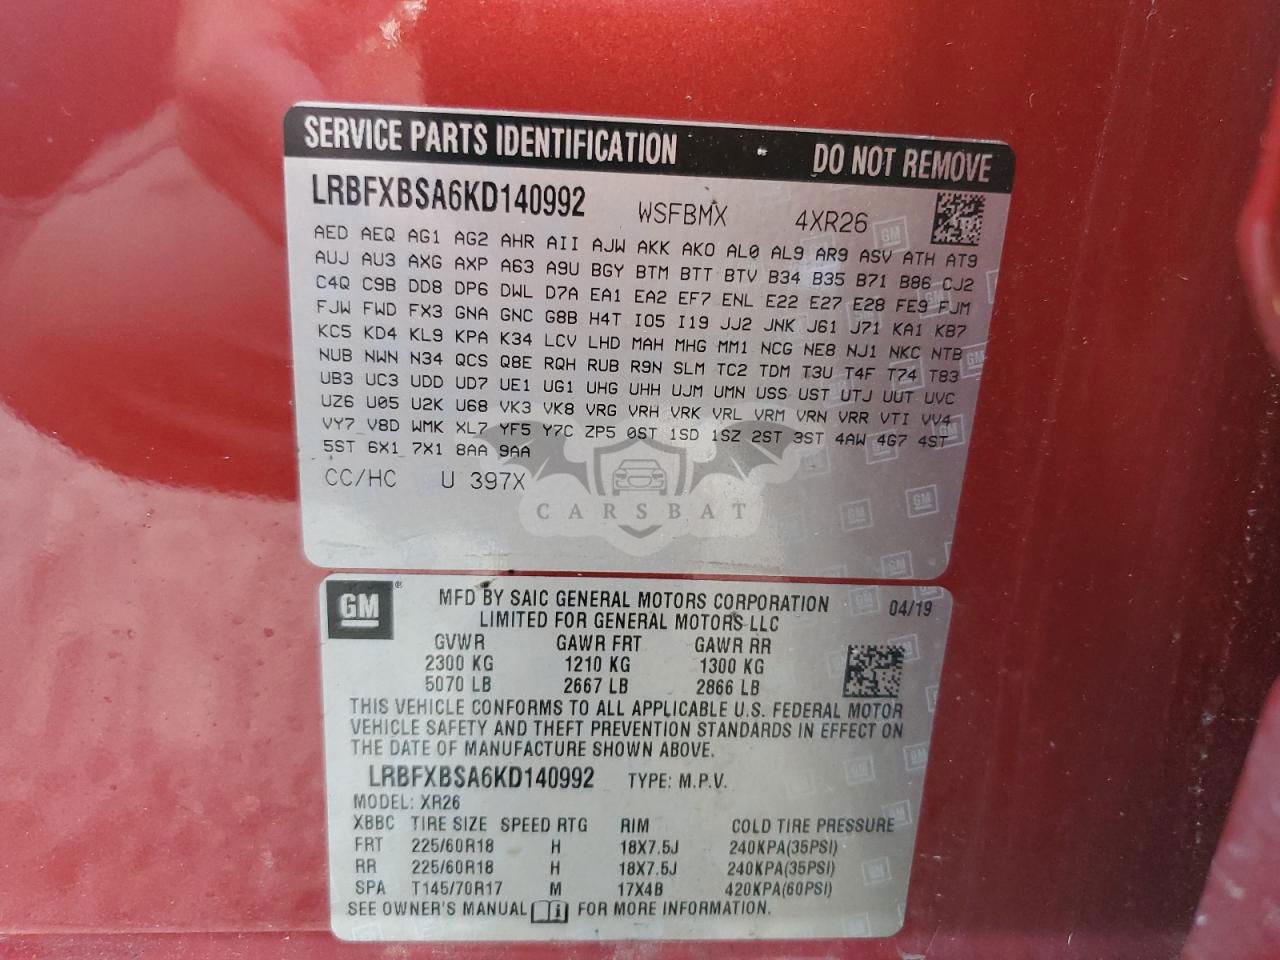 SERVICE PARTS IDENTIFICATION DO NOT REMOVE
LRBFXBSA6KD140992 WSFBMX 4XR26
AED AEQ AG1 AG2 AHR AII AJW AKK AKO AL0 AL9 AR9 ASV ATH AT9
AUJ AU3 AXG AXP A63 A9U BGY BTM BTT BTV B34 B35 B71 B86 CJ2
C4Q C9B DD8 DP6 DWL D7A EA1 EA2 EF7 ENL E22 E27 E28 FE9 FJM
FJW FWD FX3 GNA GNC G8B H4T IO5 I19 JJ2 JNK J61 J71 KA1 KB7
KC5 KD4 KL9 KPA K34 LCV LHD MAH MHG MM1 NCG NE8 NJ1 NKC NTB
NUB NWN N34 QCS Q8E RQH RUB R9N SLM TC2 TDM T3U T4F T74 T83
UB3 UC3 UDD UD7 UE1 UG1 UHG UHH UJM UMN USS UST UTJ UUT UVC
UZ6 U05 U2K U68 VK3 VK8 VRG VRH VRK VRL VRM VRN VRR VTI VV4
VY7 V8D WMK XL7 YF5 Y7C ZP5 0ST 1SD 1SZ 2ST 3ST 4AW 4G7 4ST
5ST 6X1 7X1 8AA 9AA
CC/HC U 397X
CARSBAT
GM® MFD BY SAIC GENERAL MOTORS CORPORATION 04/19
LIMITED FOR GENERAL MOTORS LLC
GVWR GAWR FRT GAWR RR
2300 KG 1210 KG 1300 KG
5070 LB 2667 LB 2866 LB
THIS VEHICLE CONFORMS TO ALL APPLICABLE U.S. FEDERAL MOTOR
VEHICLE SAFETY AND THEFT PREVENTION STANDARDS IN EFFECT ON
THE DATE OF MANUFACTURE SHOWN ABOVE.
LRBFXBSA6KD140992 TYPE: M.P.V.
MODEL: XR26
XBBC TIRE SIZE SPEED RTG RIM COLD TIRE PRESSURE
FRT 225/60R18 H 18X7.5J 240KPA(35PSI)
RR 225/60R18 H 18X7.5J 240KPA(35PSI)
SPA T145/70R17 M 17X4B 420KPA(60PSI)
SEE OWNER'S MANUAL FOR MORE INFORMATION.